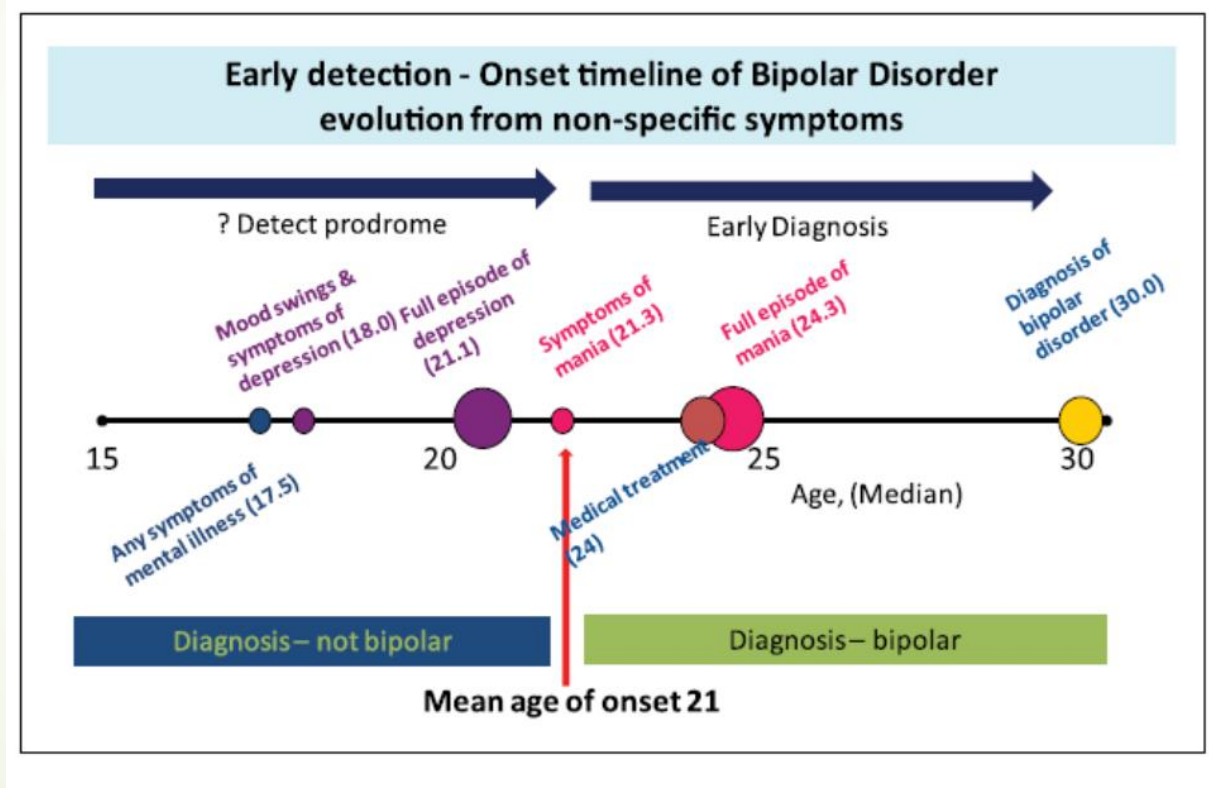 Early detection - Onset timeline of Bipolar Disorder
evolution from non-specific symptoms
? Detect prodrome
Early Diagnosis
Mood swings &
symptoms of
depression (18.0)
Full episode of
depression
(21.1)
Symptoms of
mania (21.3)
Full episode of
mania (24.3)
Diagnosis of
bipolar
disorder (30.0)
15
20
25
30
Age, (Median)
Any symptoms of
mental illness (17.5)
Medical treatment
(24)
Diagnosis – not bipolar
Diagnosis – bipolar
Mean age of onset 21